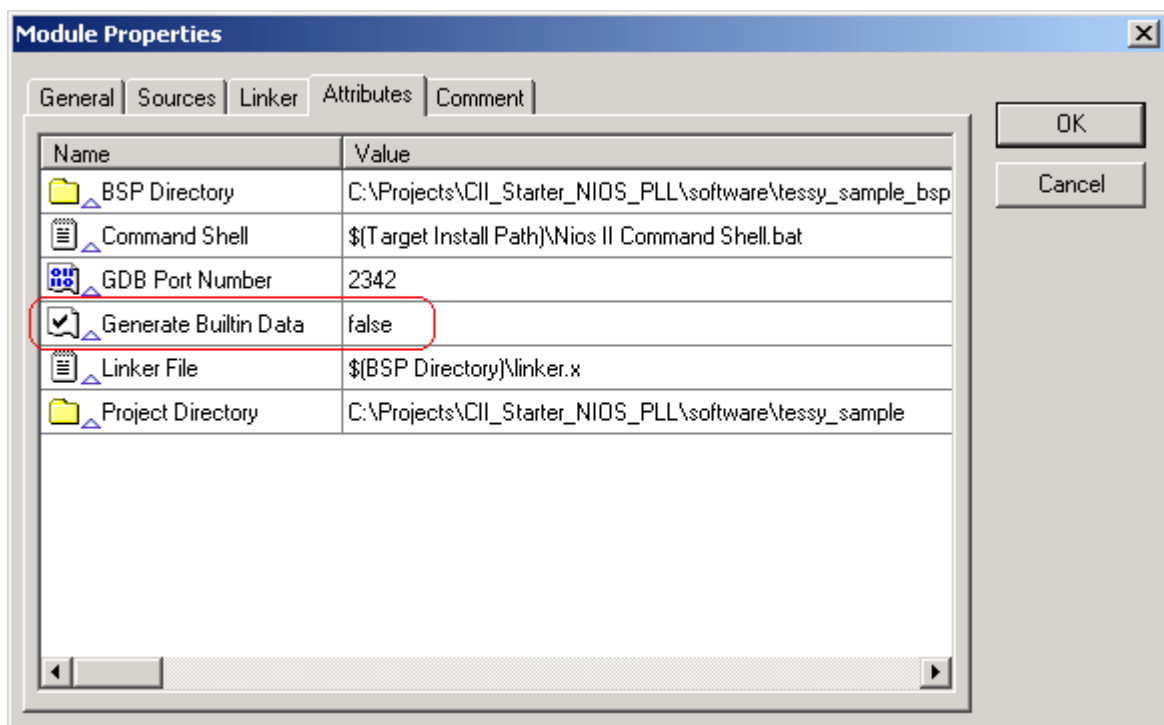 Module Properties
General Sources Linker Attributes Comment
OK
Cancel
Name Value
BSP Directory C:\Projects\CII_Starter_NIOS_PLL\software\tessy_sample_bsp
Command Shell $(Target Install Path)\Nios II Command Shell.bat
GDB Port Number 2342
Generate Builtin Data false
Linker File $(BSP Directory)\linker.x
Project Directory C:\Projects\CII_Starter_NIOS_PLL\software\tessy_sample